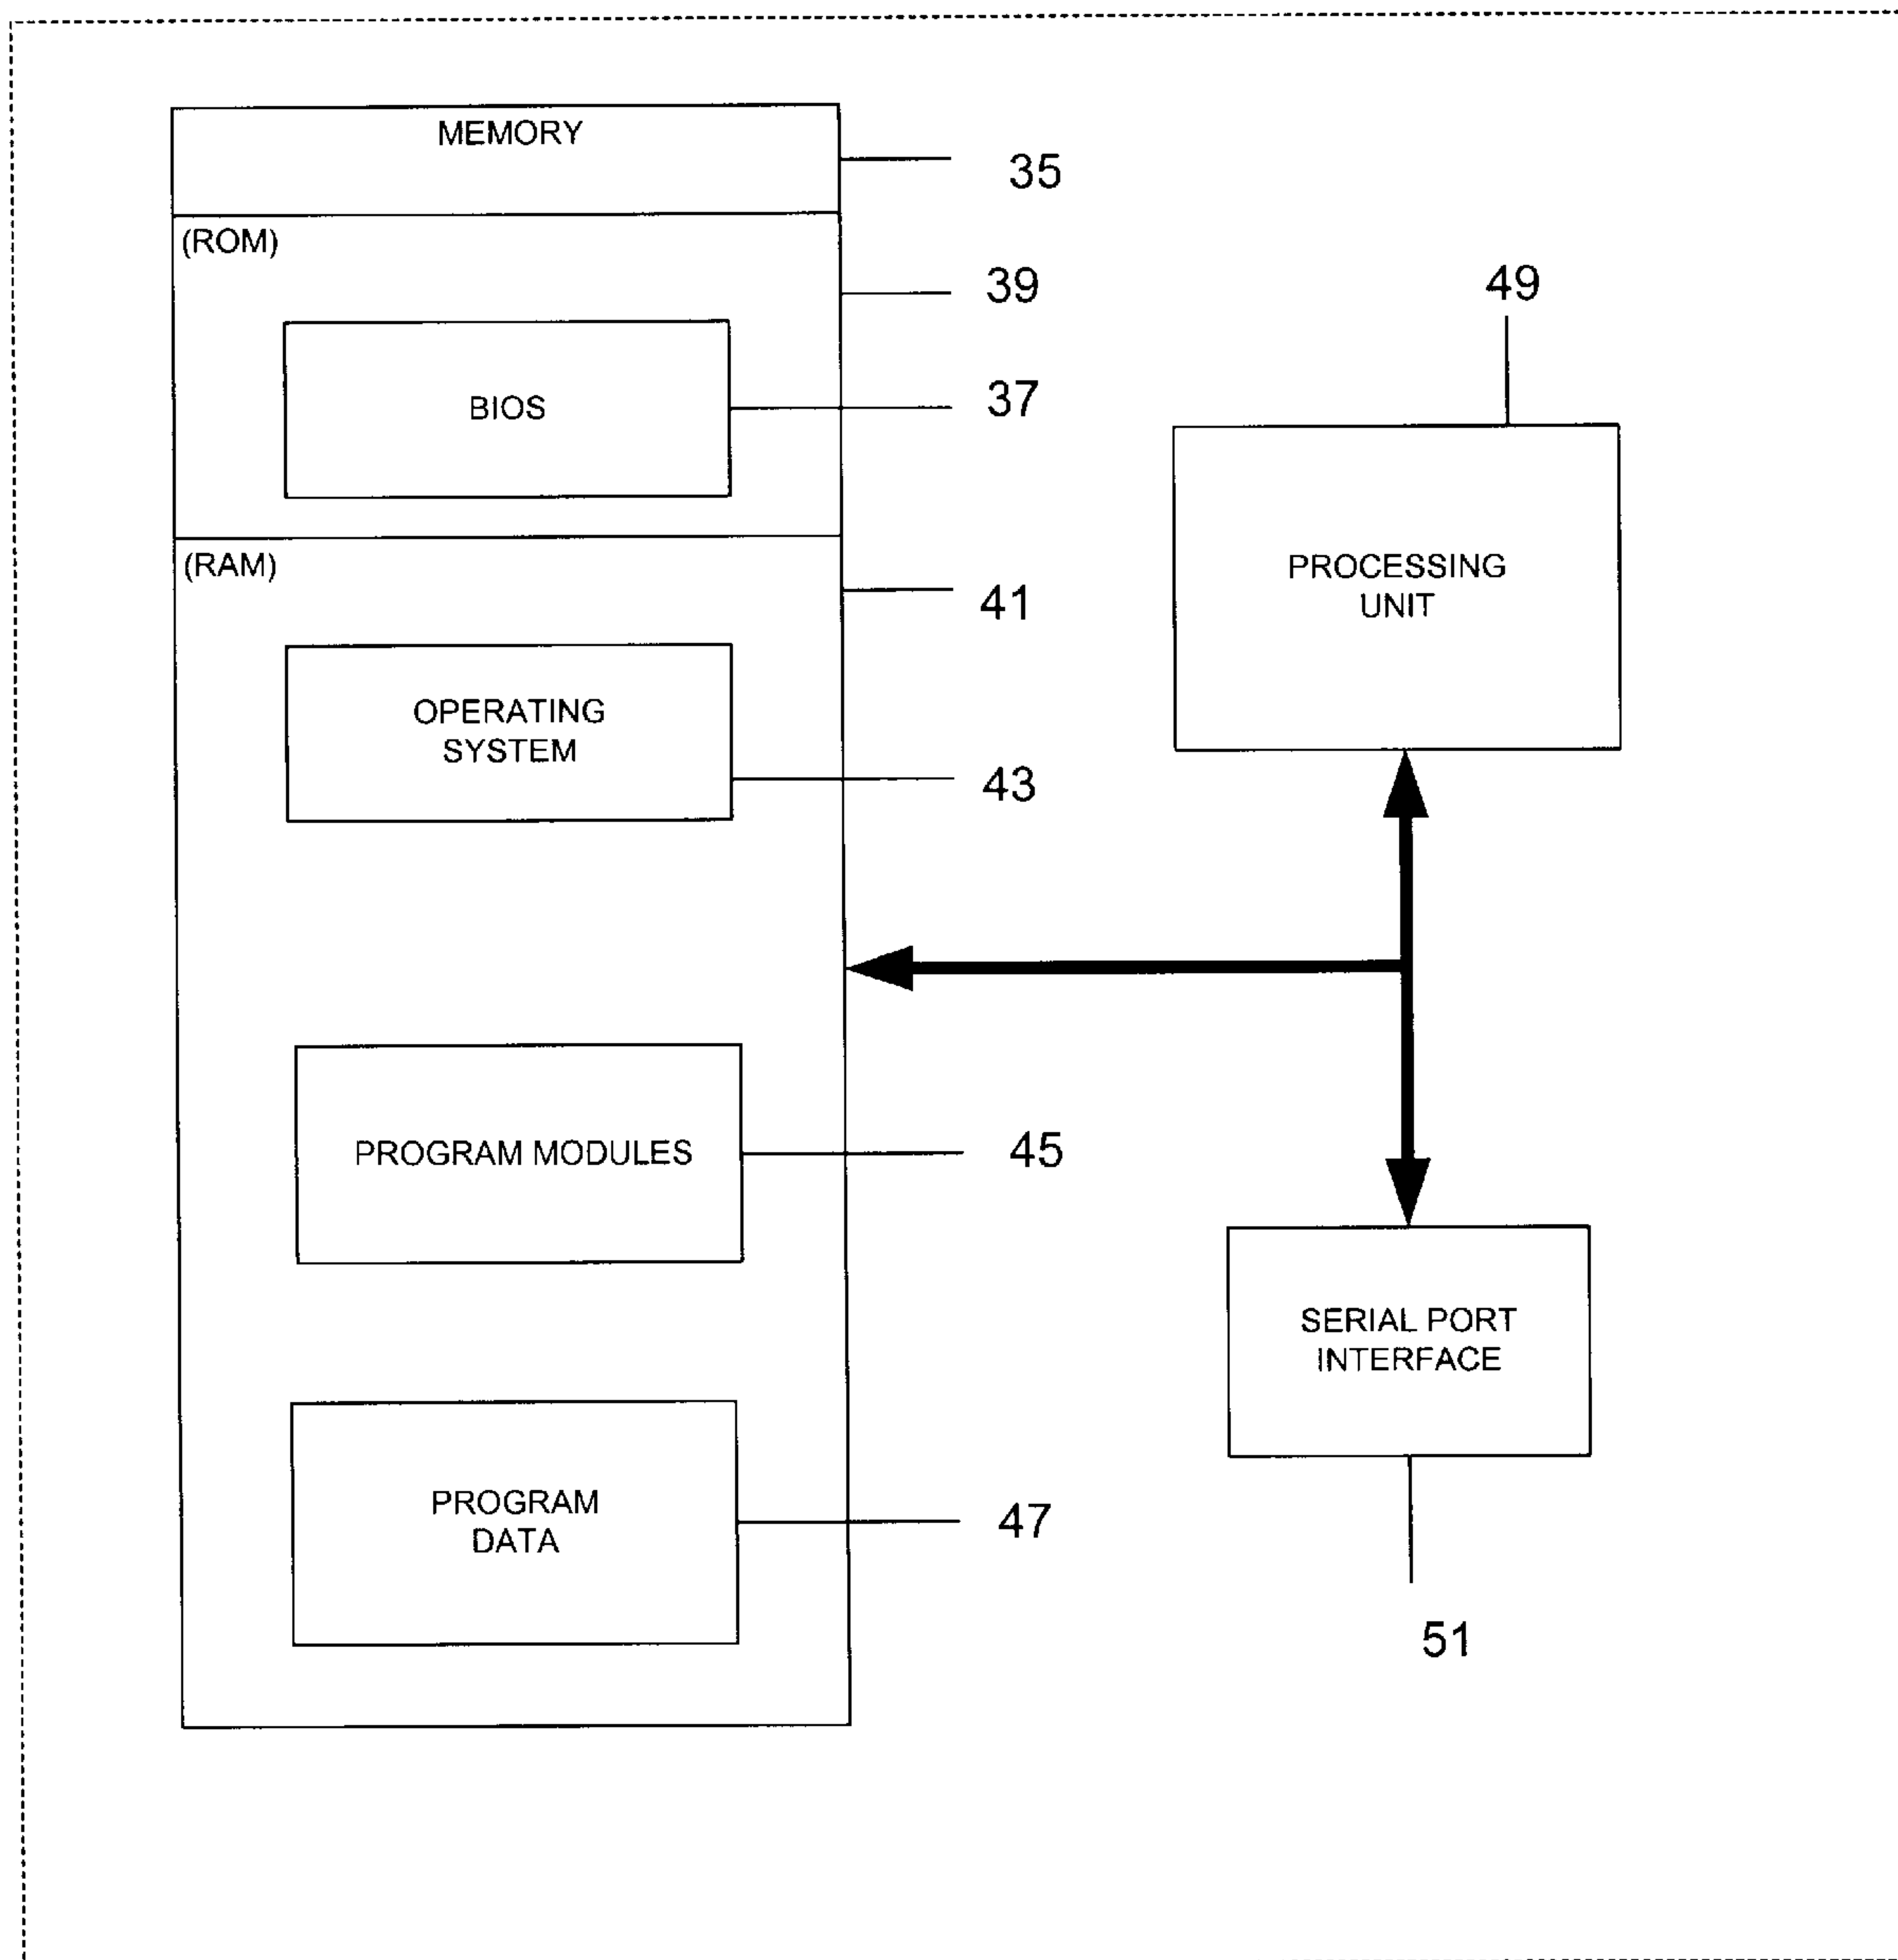 MEMORY
35
(ROM)
39
49
BIOS
37
(RAM)
41
PROCESSING
UNIT
OPERATING
SYSTEM
43
PROGRAM MODULES
45
SERIAL PORT
INTERFACE
PROGRAM
DATA
47
51